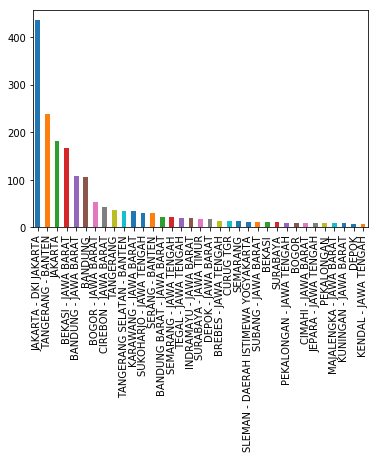 400
300
200
100
0
JAKARTA - DKI JAKARTA
TANGERANG - BANTEN
JAKARTA
BEKASI - JAWA BARAT
BANDUNG - JAWA BARAT
BANDUNG
BOGOR - JAWA BARAT
CIREBON - JAWA BARAT
TANGERANG
TANGERANG SELATAN - BANTEN
KARAWANG - JAWA BARAT
SUKOHARJO - JAWA TENGAH
SERANG - BANTEN
BANDUNG BARAT - JAWA BARAT
SEMARANG - JAWA TENGAH
TEGAL - JAWA TENGAH
INDRAMAYU - JAWA BARAT
SURABAYA - JAWA TIMUR
DEPOK - JAWA BARAT
BREBES - JAWA TENGAH
CURUG TGR
SEMARANG
SLEMAN - DAERAH ISTIMEWA YOGYAKARTA
SUBANG - JAWA BARAT
BEKASI
SURABAYA
PEKALONGAN - JAWA TENGAH
BOGOR
CIMAHI - JAWA BARAT
JEPARA - JAWA TENGAH
PEKALONGAN
MAJALENGKA - JAWA BARAT
KUNINGAN - JAWA BARAT
DEPOK
KENDAL - JAWA TENGAH